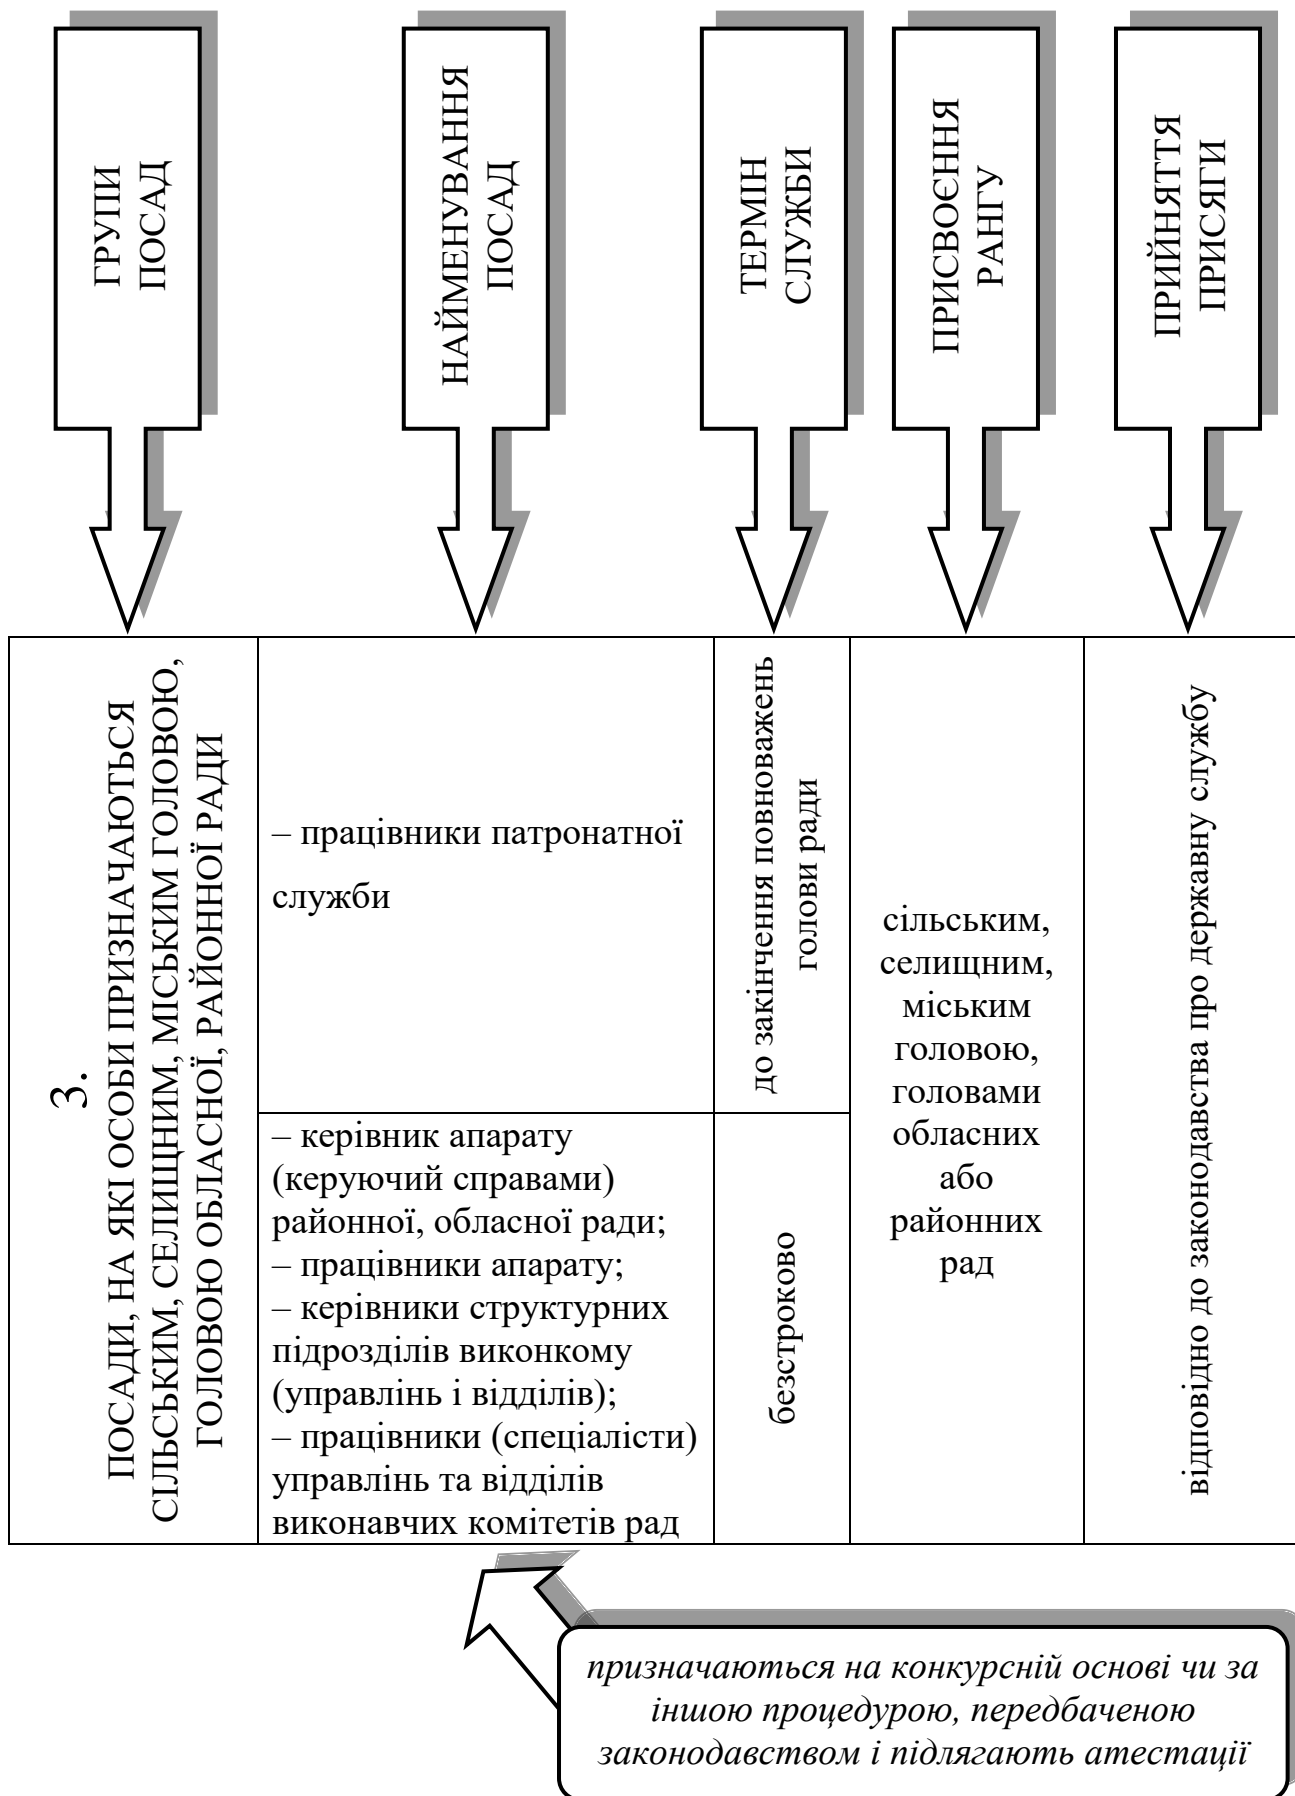 ГРУПИ
ПОСАД
НАЙМЕНУВАННЯ
ПОСАД
ТЕРМІН
СЛУЖБИ
ПРИСВОЄННЯ
РАНГУ
ПРИЙНЯТТЯ
ПРИСЯГИ
3.
ПОСАДИ, НА ЯКІ ОСОБИ ПРИЗНАЧАЮТЬСЯ
СІЛЬСЬКИМ, СЕЛИЩНИМ, МІСЬКИМ ГОЛОВОЮ,
ГОЛОВОЮ ОБЛАСНОЇ, РАЙОННОЇ РАДИ
– працівники патронатної
служби
до закінчення повноважень
голови ради
– керівник апарату
(керуючий справами)
районної, обласної ради;
– працівники апарату;
– керівники структурних
підрозділів виконкому
(управлінь і відділів);
– працівники (спеціалісти)
управлінь та відділів
виконавчих комітетів рад
безстроково
сільським,
селищним,
міським
головою,
головами
обласних
або
районних
рад
відповідно до законодавства про державну службу
призначаються на конкурсній основі чи за
іншою процедурою, передбаченою
законодавством і підлягають атестації